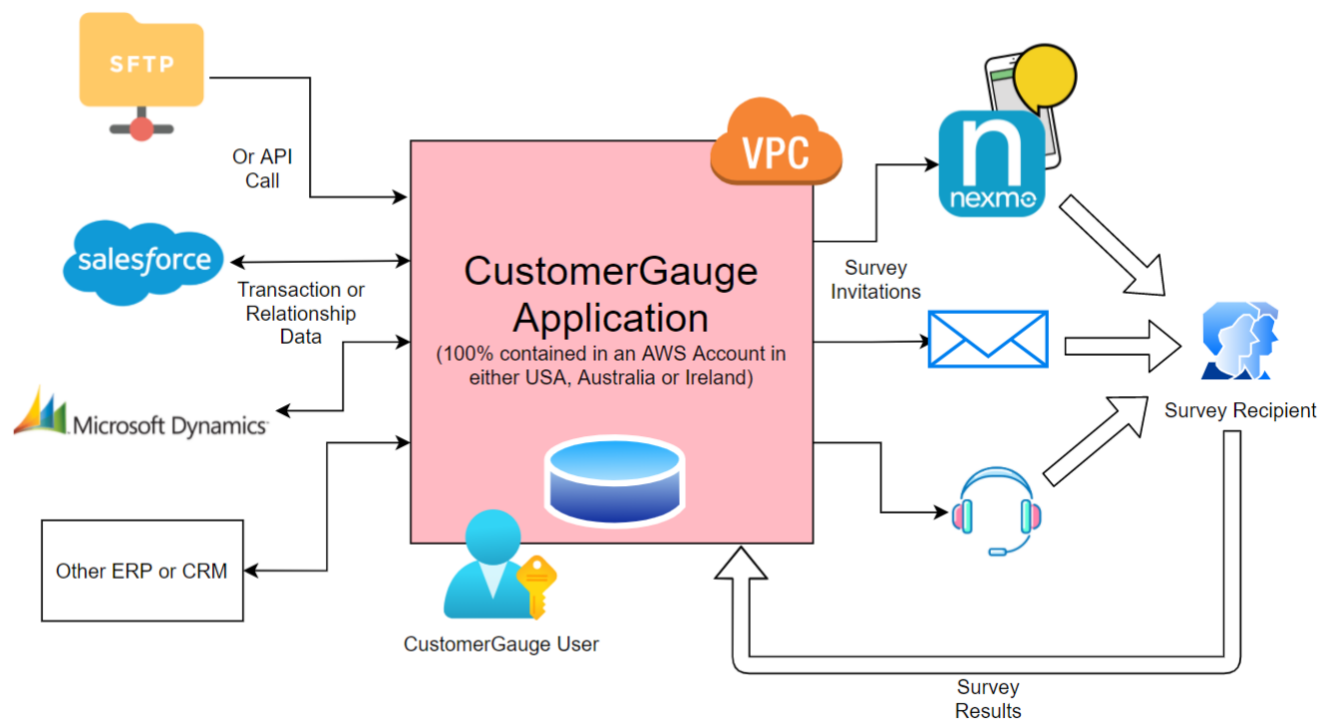 SFTP
Or API
Call
salesforce
Transaction or
Relationship
Data
Microsoft Dynamics
Other ERP or CRM
VPC
CustomerGauge
Application
(100% contained in an AWS Account in
either USA, Australia or Ireland)
CustomerGauge User
n
nexmo
Survey
Invitations
Survey Recipient
Survey
Results